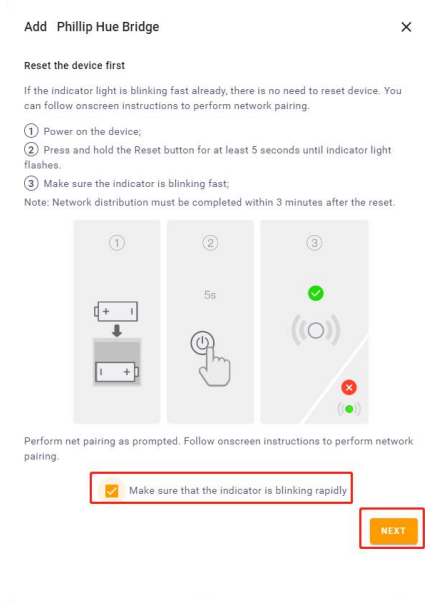 Add Phillip Hue Bridge
Reset the device first
If the indicator light is blinking fast already, there is no need to reset device. You
can follow onscreen instructions to perform network pairing.
① Power on the device;
② Press and hold the Reset button for at least 5 seconds until indicator light
flashes.
③ Make sure the indicator is blinking fast;
Note: Network distribution must be completed within 3 minutes after the reset.
① ② ③
5s
Perform net pairing as prompted. Follow onscreen instructions to perform network
pairing.
Make sure that the indicator is blinking rapidly
NEXT